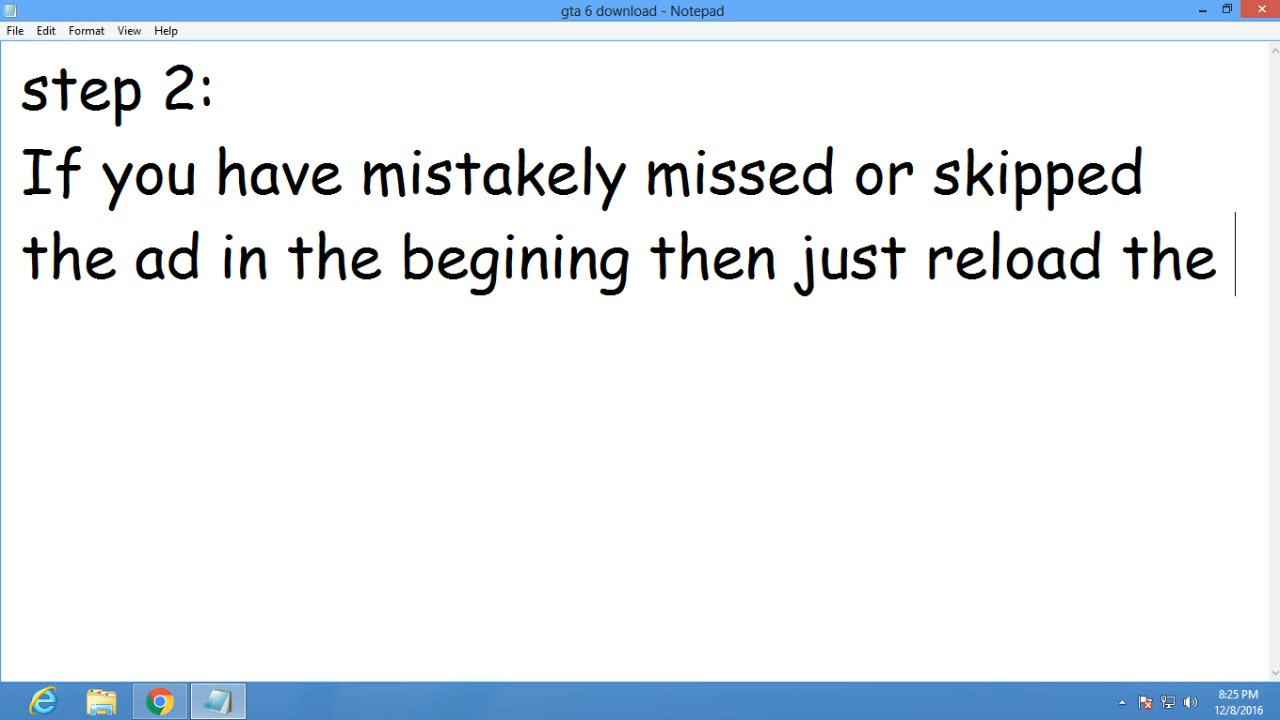 gta 6 download - Notepad
File Edit Format View Help
step 2:
If you have mistakely missed or skipped
the ad in the begining then just reload the
8:25 PM
12/8/2016